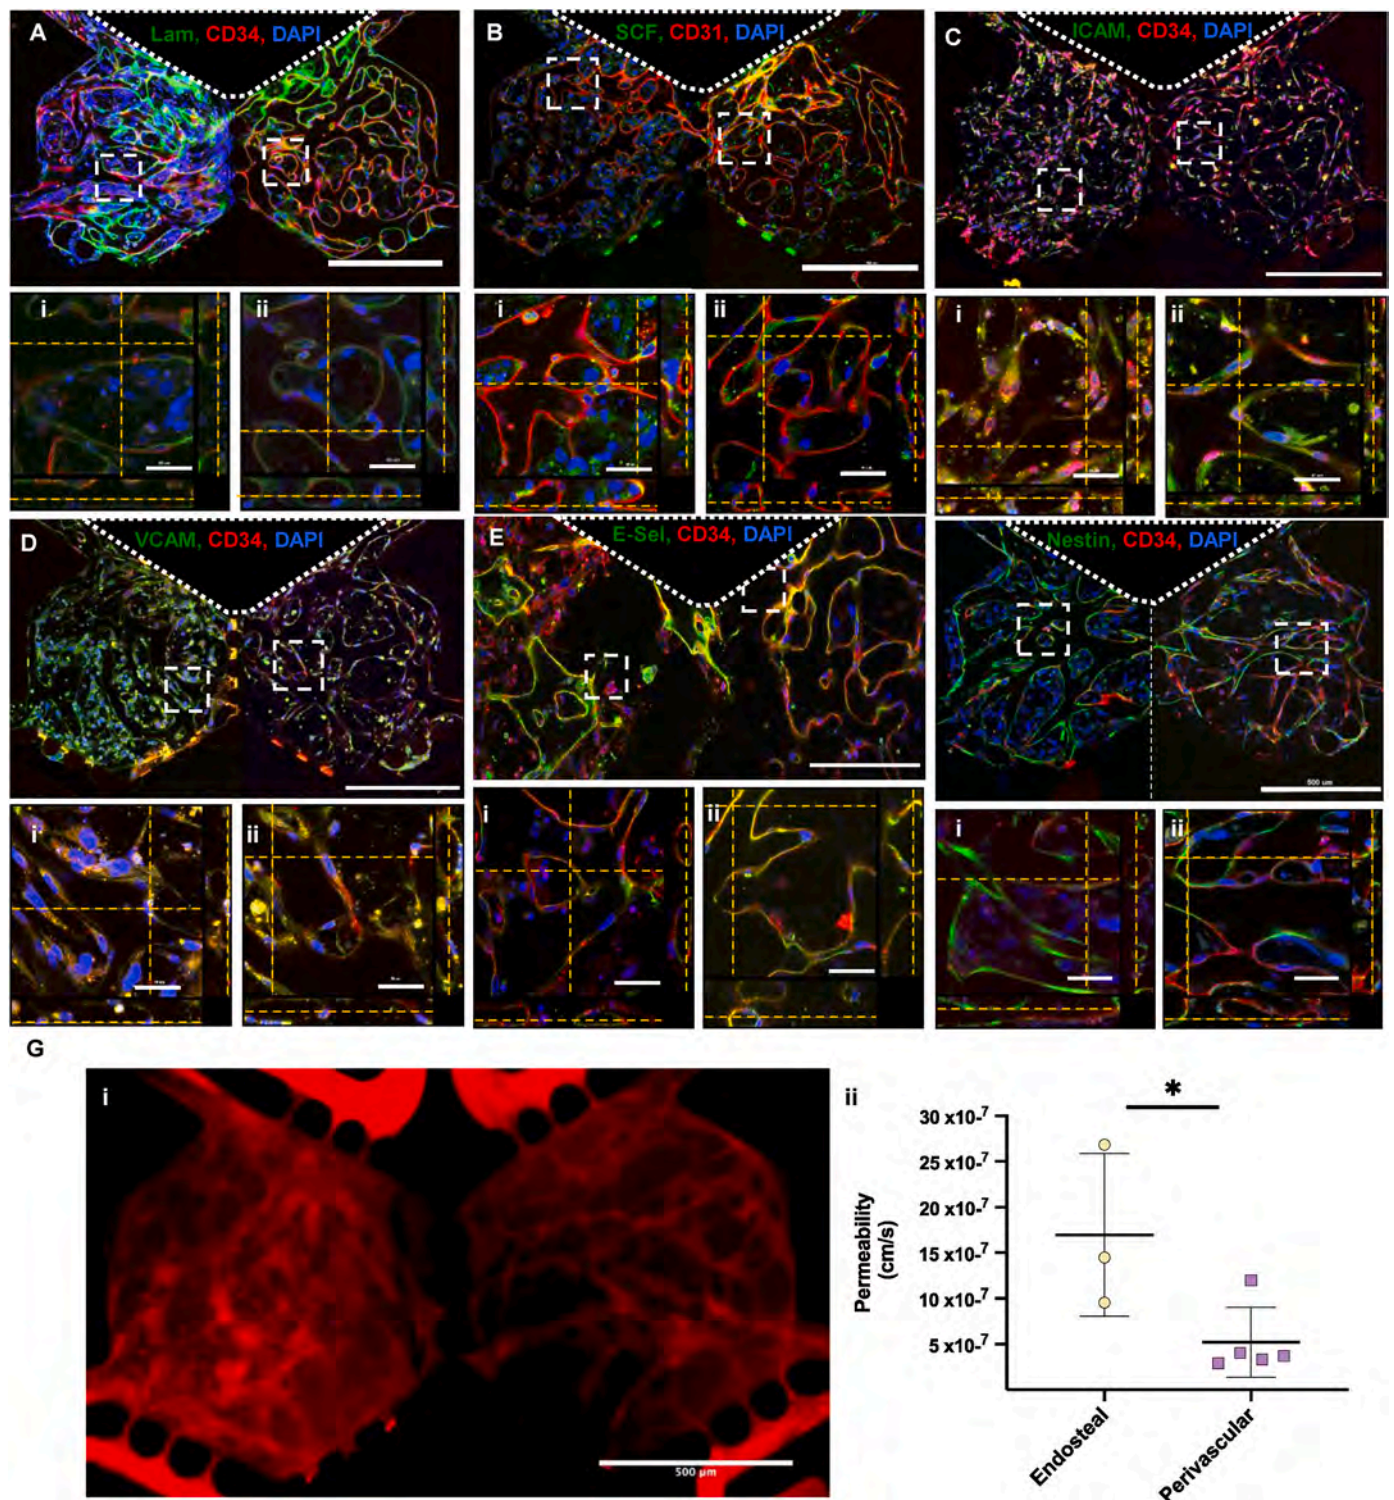 A
Lam, CD34, DAPI
B
SCF, CD31, DAPI
C
ICAM, CD34, DAPI
i
ii
i
ii
i
ii
D
VCAM, CD34, DAPI
E
E-Sel, CD34, DAPI
Nestin, CD34, DAPI
500 um
i
ii
i
ii
i
ii
G
i
500 µm
ii
*
30 x10-7
25 x10-7
20 x10-7
15 x10-7
10 x10-7
5 x10-7
Permeability
(cm/s)
Endosteal
Perivascular